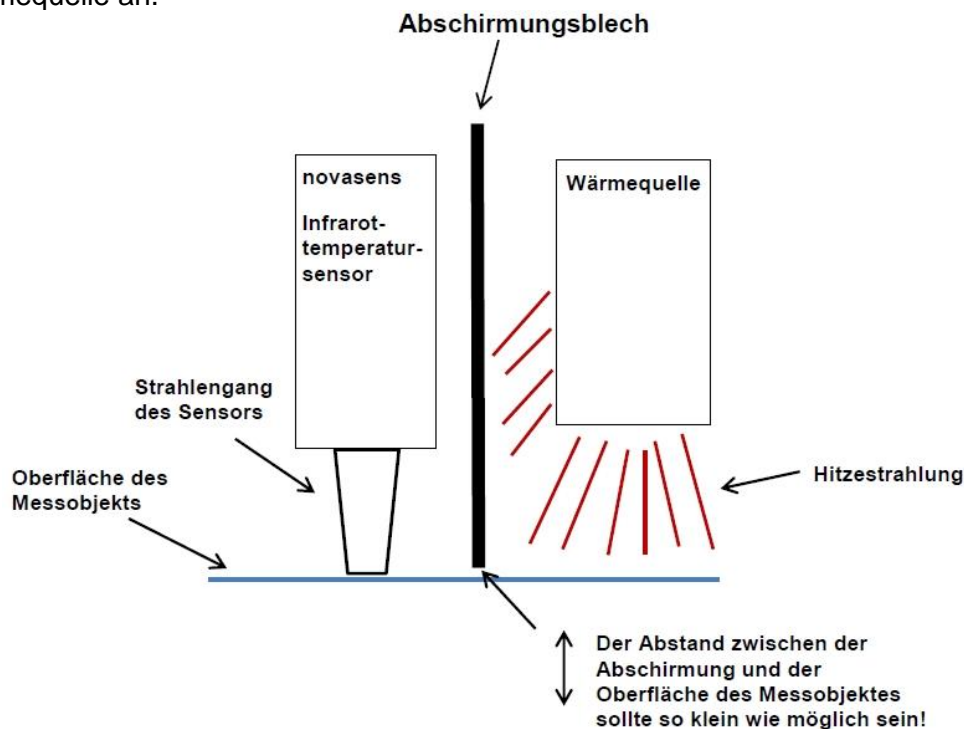 an.
Abschirmungsblech
novasens
Infrarot-
temperatur-
sensor
Wärmequelle
Strahlengang
des Sensors
Oberfläche des
Messobjekts
Hitzestrahlung
Der Abstand zwischen der
Abschirmung und der
Oberfläche des Messobjektes
sollte so klein wie möglich sein!